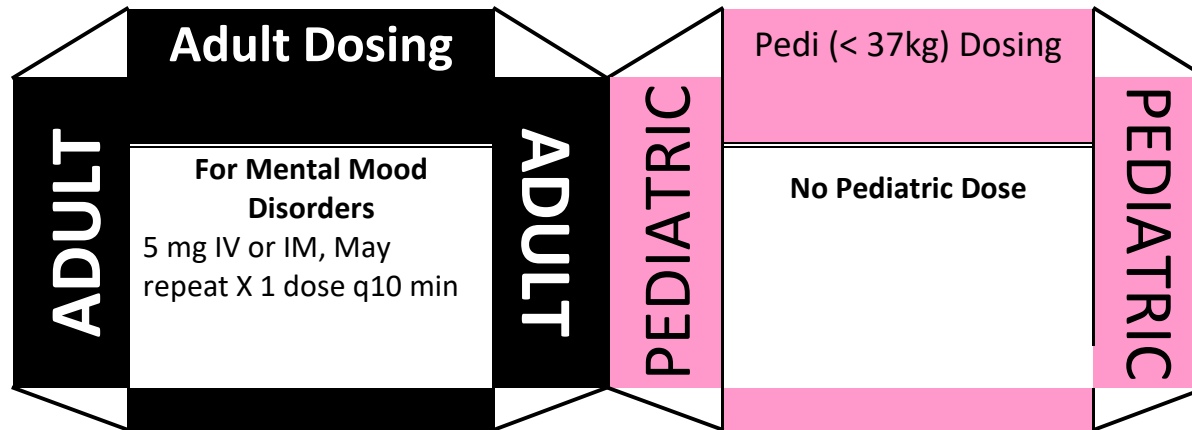 Adult Dosing
ADULT
For Mental Mood
Disorders
5 mg IV or IM, May
repeat X 1 dose q10 min
ADULT
Pedi (< 37kg) Dosing
PEDIATRIC
No Pediatric Dose
PEDIATRIC